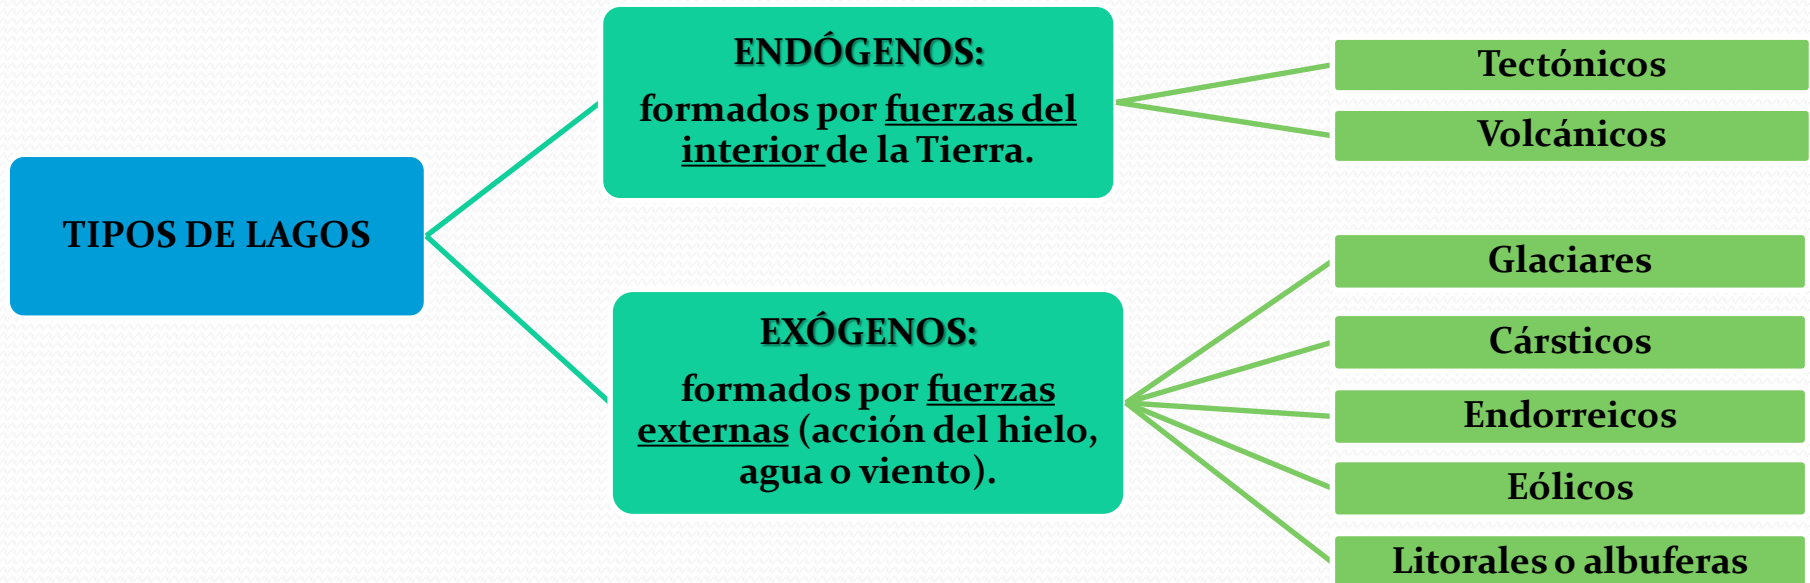 TIPOS DE LAGOS
ENDÓGENOS:
formados por fuerzas del
interior de la Tierra.
Tectónicos
Volcánicos
EXÓGENOS:
formados por fuerzas
externas (acción del hielo,
agua o viento).
Glaciares
Cársticos
Endorreicos
Eólicos
Litorales o albuferas